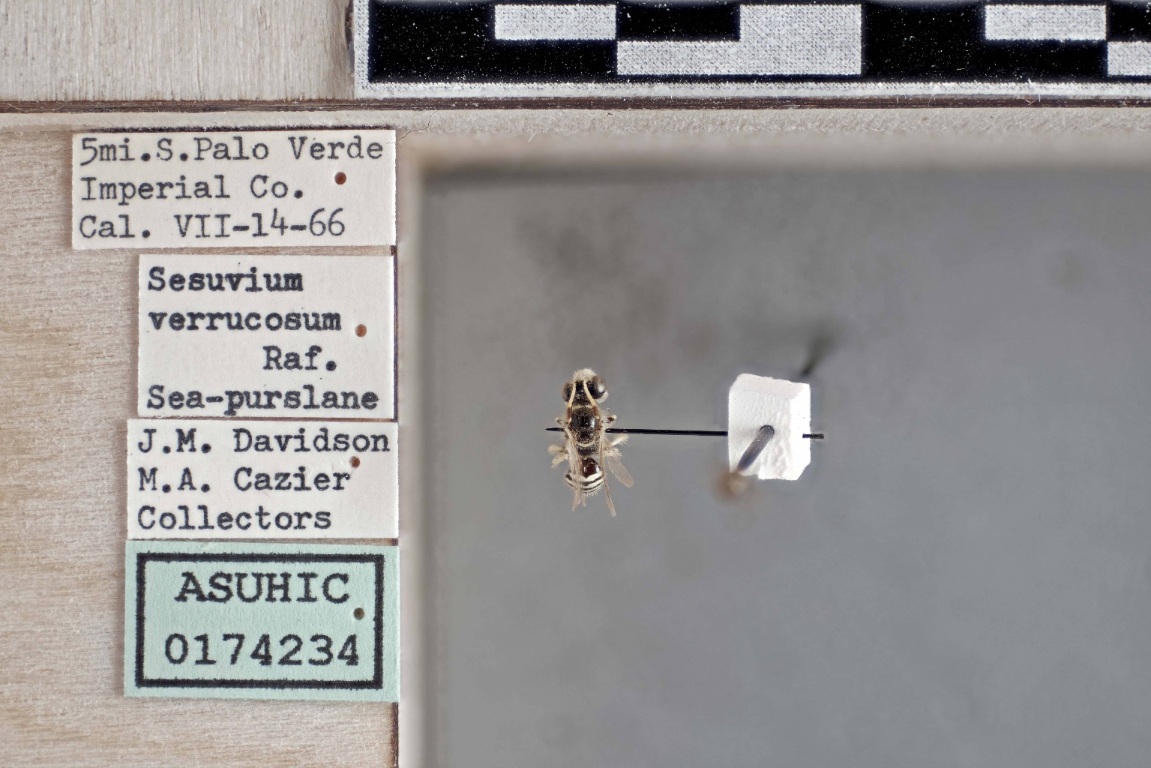 5mi.S.Palo Verde
Imperial Co.
Cal. VII-14-66
Sesuvium
verrucosum
Raf.
Sea-purslane
J.M. Davidson
M.A. Cazier
Collectors
ASUHIC
0174234